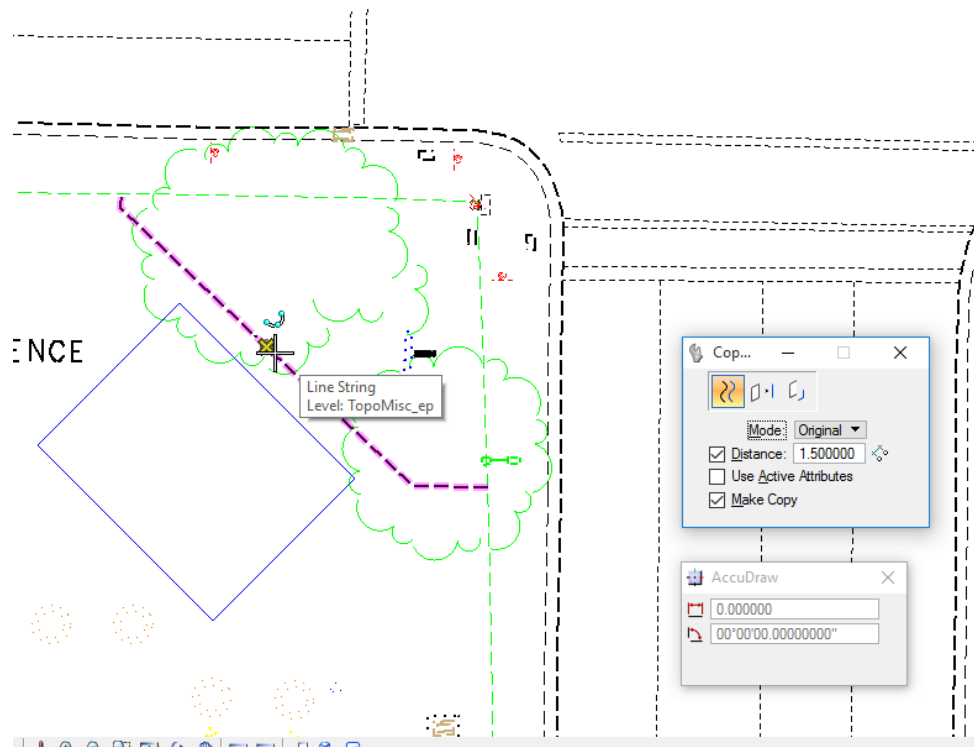 ENCE
Line String
Level: TopoMisc_ep
Cop...
Mode: Original
Distance: 1.500000
Use Active Attributes
Make Copy
AccuDraw
0.000000
00°00'00.00000000"